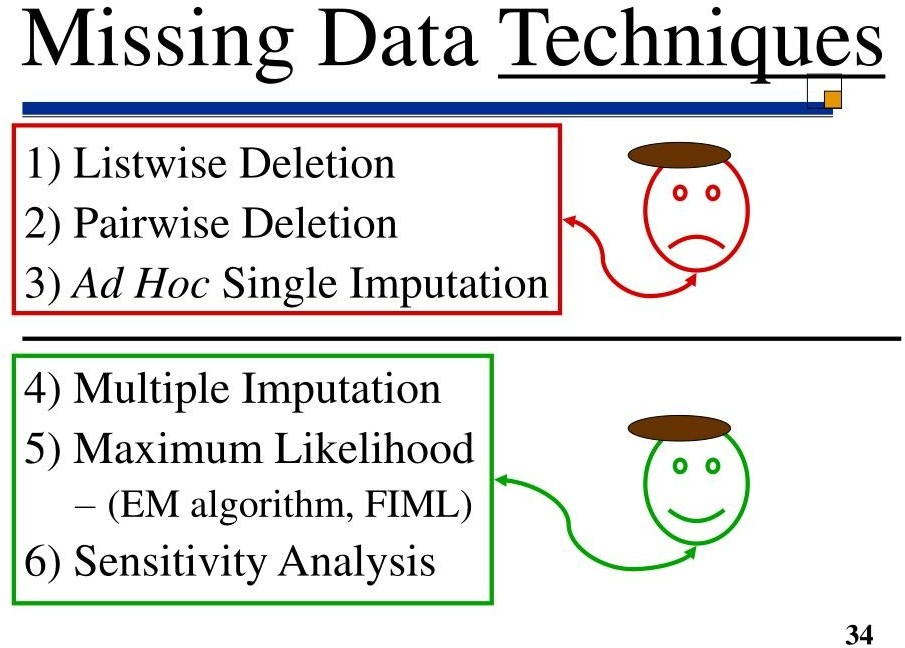 Missing Data Techniques
1) Listwise Deletion
2) Pairwise Deletion
3) Ad Hoc Single Imputation
4) Multiple Imputation
5) Maximum Likelihood
– (EM algorithm, FIML)
6) Sensitivity Analysis
34